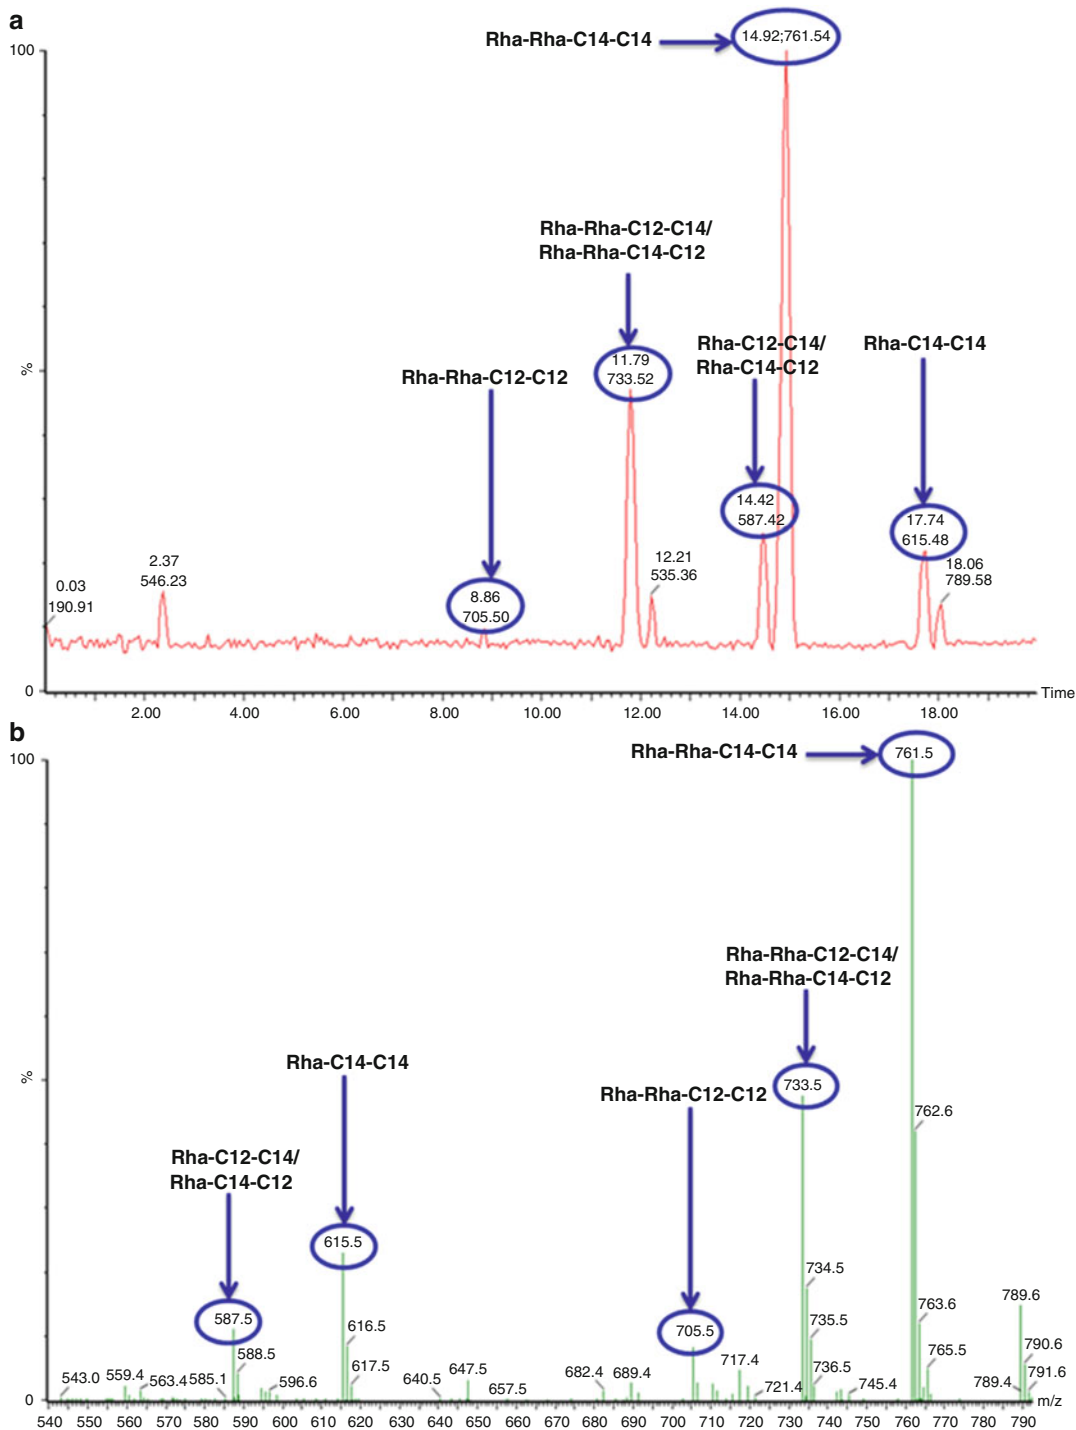 a
100
Rha-Rha-C14-C14
14.92;761.54
Rha-Rha-C12-C14/
Rha-Rha-C14-C12
11.79
733.52
Rha-C12-C14/
Rha-C14-C12
Rha-C14-C14
%
Rha-Rha-C12-C12
14.42
587.42
17.74
615.48
2.37
546.23
12.21
535.36
18.06
789.58
0.03
190.91
8.86
705.50
0
Time
2.00 4.00 6.00 8.00 10.00 12.00 14.00 16.00 18.00
b
100
Rha-Rha-C14-C14
761.5
Rha-Rha-C12-C14/
Rha-Rha-C14-C12
Rha-C14-C14
%
733.5
Rha-Rha-C12-C12
762.6
Rha-C12-C14/
Rha-C14-C12
615.5
734.5
789.6
763.6
587.5
705.5
735.5
616.5
790.6
588.5
765.5
543.0 559.4 563.4 585.1 596.6 617.5 640.5 647.5 657.5 682.4 689.4 717.4 721.4 736.5 745.4 789.4 791.6
0
m/z
540 550 560 570 580 590 600 610 620 630 640 650 660 670 680 690 700 710 720 730 740 750 760 770 780 790